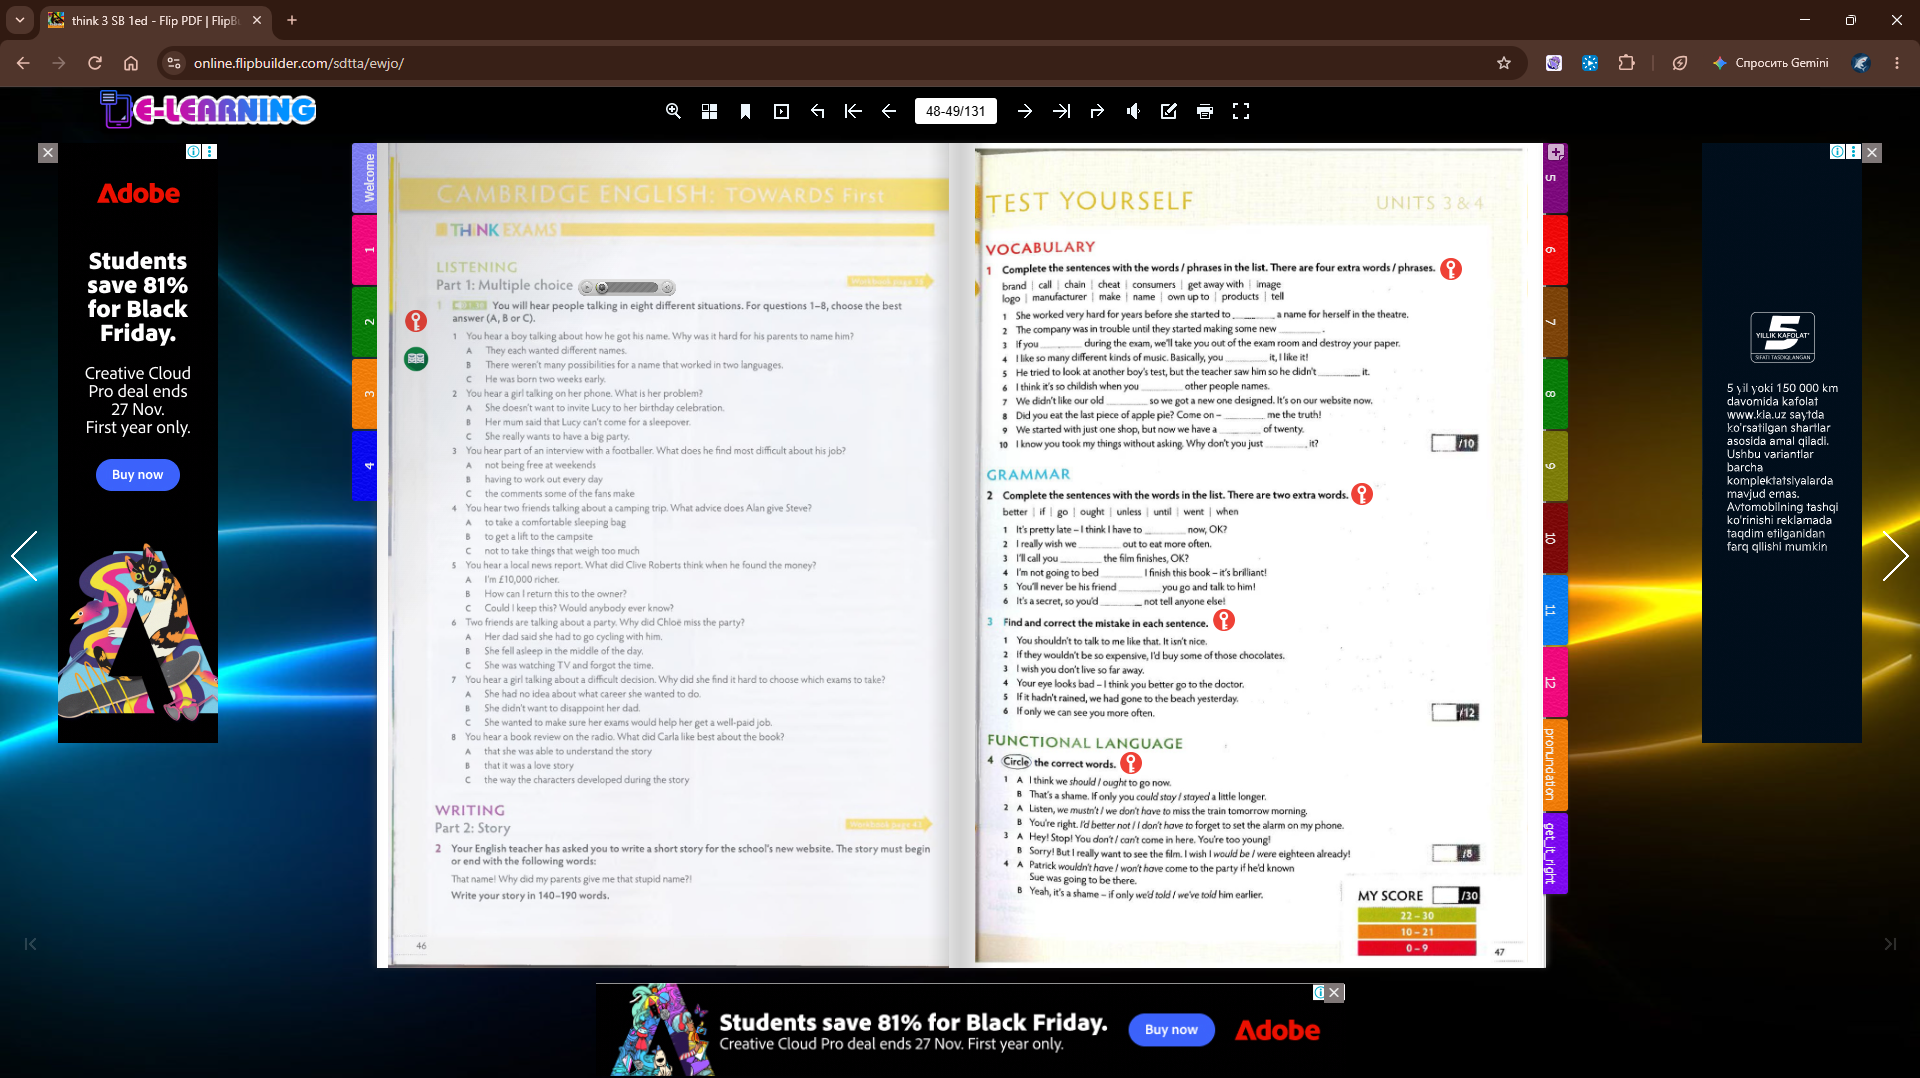 think 3 SB 1ed - Flip PDF | FlipBu
online.flipbuilder.com/sdtta/ewjo/
Спросить Gemini
E-LEARNING
48-49/131
Adobe
Students
save 81%
for Black
Friday.
Creative Cloud
Pro deal ends
27 Nov.
First year only.
Buy now
Welcome
1
2
3
4
CAMBRIDGE ENGLISH: TOWARDS First
THINK EXAMS
LISTENING
Part 1: Multiple choice
1 You will hear people talking in eight different situations. For questions 1–8, choose the best
answer (A, B or C).
1 You hear a boy talking about how he got his name. Why was it hard for his parents to name him?
A They each wanted different names.
B There weren't many possibilities for a name that worked in two languages.
C He was born two weeks early.
2 You hear a girl talking on her phone. What is her problem?
A She doesn't want to invite Lucy to her birthday celebration.
B Her mum said that Lucy can't come for a sleepover.
C She really wants to have a big party.
3 You hear part of an interview with a footballer. What does he find most difficult about his job?
A not being free at weekends
B having to work out every day
C the comments some of the fans make
4 You hear two friends talking about a camping trip. What advice does Alan give Steve?
A to take a comfortable sleeping bag
B to get a lift to the campsite
C not to take things that weigh too much
5 You hear a local news report. What did Clive Roberts think when he found the money?
A I'm £10,000 richer.
B How can I return this to the owner?
C Could I keep this? Would anybody ever know?
6 Two friends are talking about a party. Why did Chloë miss the party?
A Her dad said she had to go cycling with him.
B She fell asleep in the middle of the day.
C She was watching TV and forgot the time.
7 You hear a girl talking about a difficult decision. Why did she find it hard to choose which exams to take?
A She had no idea about what career she wanted to do.
B She didn't want to disappoint her dad.
C She wanted to make sure her exams would help her get a well-paid job.
8 You hear a book review on the radio. What did Carla like best about the book?
A that she was able to understand the story
B that it was a love story
C the way the characters developed during the story
WRITING
Part 2: Story
Workbook page 43
2 Your English teacher has asked you to write a short story for the school's new website. The story must begin
or end with the following words:
That name! Why did my parents give me that stupid name?!
Write your story in 140–190 words.
46
TEST YOURSELF UNITS 3 & 4
VOCABULARY
1 Complete the sentences with the words / phrases in the list. There are four extra words / phrases.
brand | call | chain | cheat | consumers | get away with | image
logo | manufacturer | make | name | own up to | products | tell
1 She worked very hard for years before she started to ______ a name for herself in the theatre.
2 The company was in trouble until they started making some new ______ .
3 If you ______ during the exam, we'll take you out of the exam room and destroy your paper.
4 I like so many different kinds of music. Basically, you ______ it, I like it!
5 He tried to look at another boy's test, but the teacher saw him so he didn't ______ it.
6 I think it's so childish when you ______ other people names.
7 We didn't like our old ______ so we got a new one designed. It's on our website now.
8 Did you eat the last piece of apple pie? Come on – ______ me the truth!
9 We started with just one shop, but now we have a ______ of twenty.
10 I know you took my things without asking. Why don't you just ______ it?
/10
GRAMMAR
2 Complete the sentences with the words in the list. There are two extra words.
better | if | go | ought | unless | until | went | when
1 It's pretty late – I think I have to ______ now, OK?
2 I really wish we ______ out to eat more often.
3 I'll call you ______ the film finishes, OK?
4 I'm not going to bed ______ I finish this book – it's brilliant!
5 You'll never be his friend ______ you go and talk to him!
6 It's a secret, so you'd ______ not tell anyone else!
3 Find and correct the mistake in each sentence.
1 You shouldn't to talk to me like that. It isn't nice.
2 If they wouldn't be so expensive, I'd buy some of those chocolates.
3 I wish you don't live so far away.
4 Your eye looks bad – I think you better go to the doctor.
5 If it hadn't rained, we had gone to the beach yesterday.
6 If only we can see you more often.
/12
FUNCTIONAL LANGUAGE
4 Circle the correct words.
1 A I think we should / ought to go now.
B That's a shame. If only you could stay / stayed a little longer.
2 A Listen, we mustn't / we don't have to miss the train tomorrow morning.
B You're right. I'd better not / I don't have to forget to set the alarm on my phone.
3 A Hey! Stop! You don't / can't come in here. You're too young!
B Sorry! But I really want to see the film. I wish I would be / were eighteen already!
/8
4 A Patrick wouldn't have / won't have come to the party if he'd known
Sue was going to be there.
B Yeah, it's a shame – if only we'd told / we've told him earlier.
MY SCORE /30
22 – 30
10 – 21
0 – 9
47
5
6
7
8
9
10
11
12
pronundation
get_it_right
5
YILLIK KAFOLAT*
SIFATI TASDIQLANGAN
5 yil yoki 150 000 km
davomida kafolat
www.kia.uz saytda
ko'rsatilgan shartlar
asosida amal qiladi.
Ushbu variantlar
barcha
komplektatsiyalarda
mavjud emas.
Avtomobilning tashqi
ko'rinishi reklamada
taqdim etilganidan
farq qilishi mumkin
Students save 81% for Black Friday.
Creative Cloud Pro deal ends 27 Nov. First year only.
Buy now
Adobe